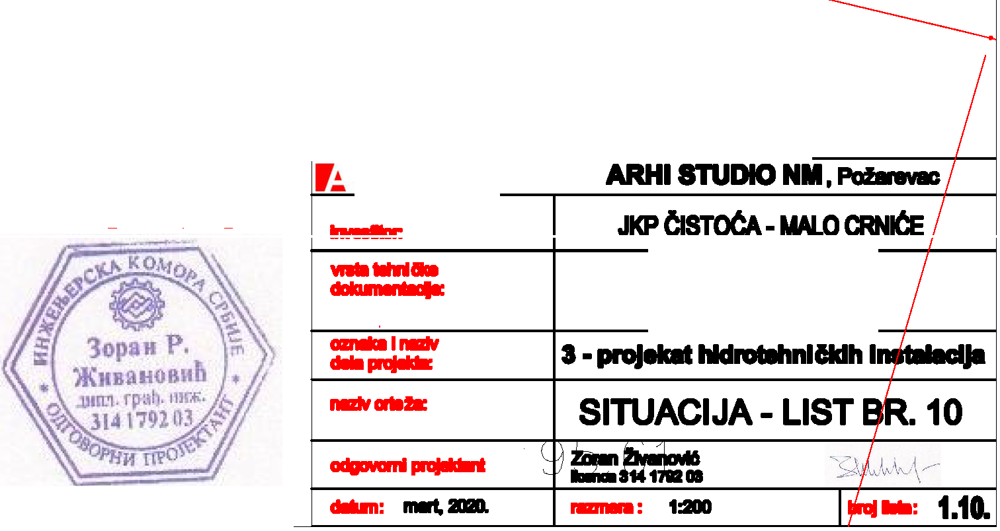 ARHI STUDIO NM, Požarevac
investitor:
JKP ČISTOĆA - MALO CRNIĆE
vrsta tehničke
dokumentacije:
oznaka i naziv
dela projekta:
3 - projekat hidrotehničkih instalacija
naziv crteža:
SITUACIJA - LIST BR. 10
odgovorni projektant
Zoran Živanović
licenca 314 1792 03
datum: mart, 2020.
razmera : 1:200
broj lista: 1.10.
ИНЖЕЊЕРСКА КОМОРА СРБИЈЕ
Зоран Р.
Живановић
дипл. грађ. инж.
314 1792 03
* ОДГОВОРНИ ПРОЈЕКТАНТ *